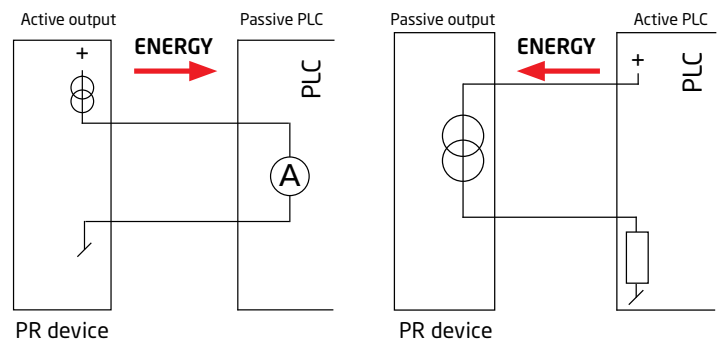 Active output
Passive PLC
ENERGY
+
PLC
A
PR device
Passive output
Active PLC
ENERGY
+
PLC
PR device